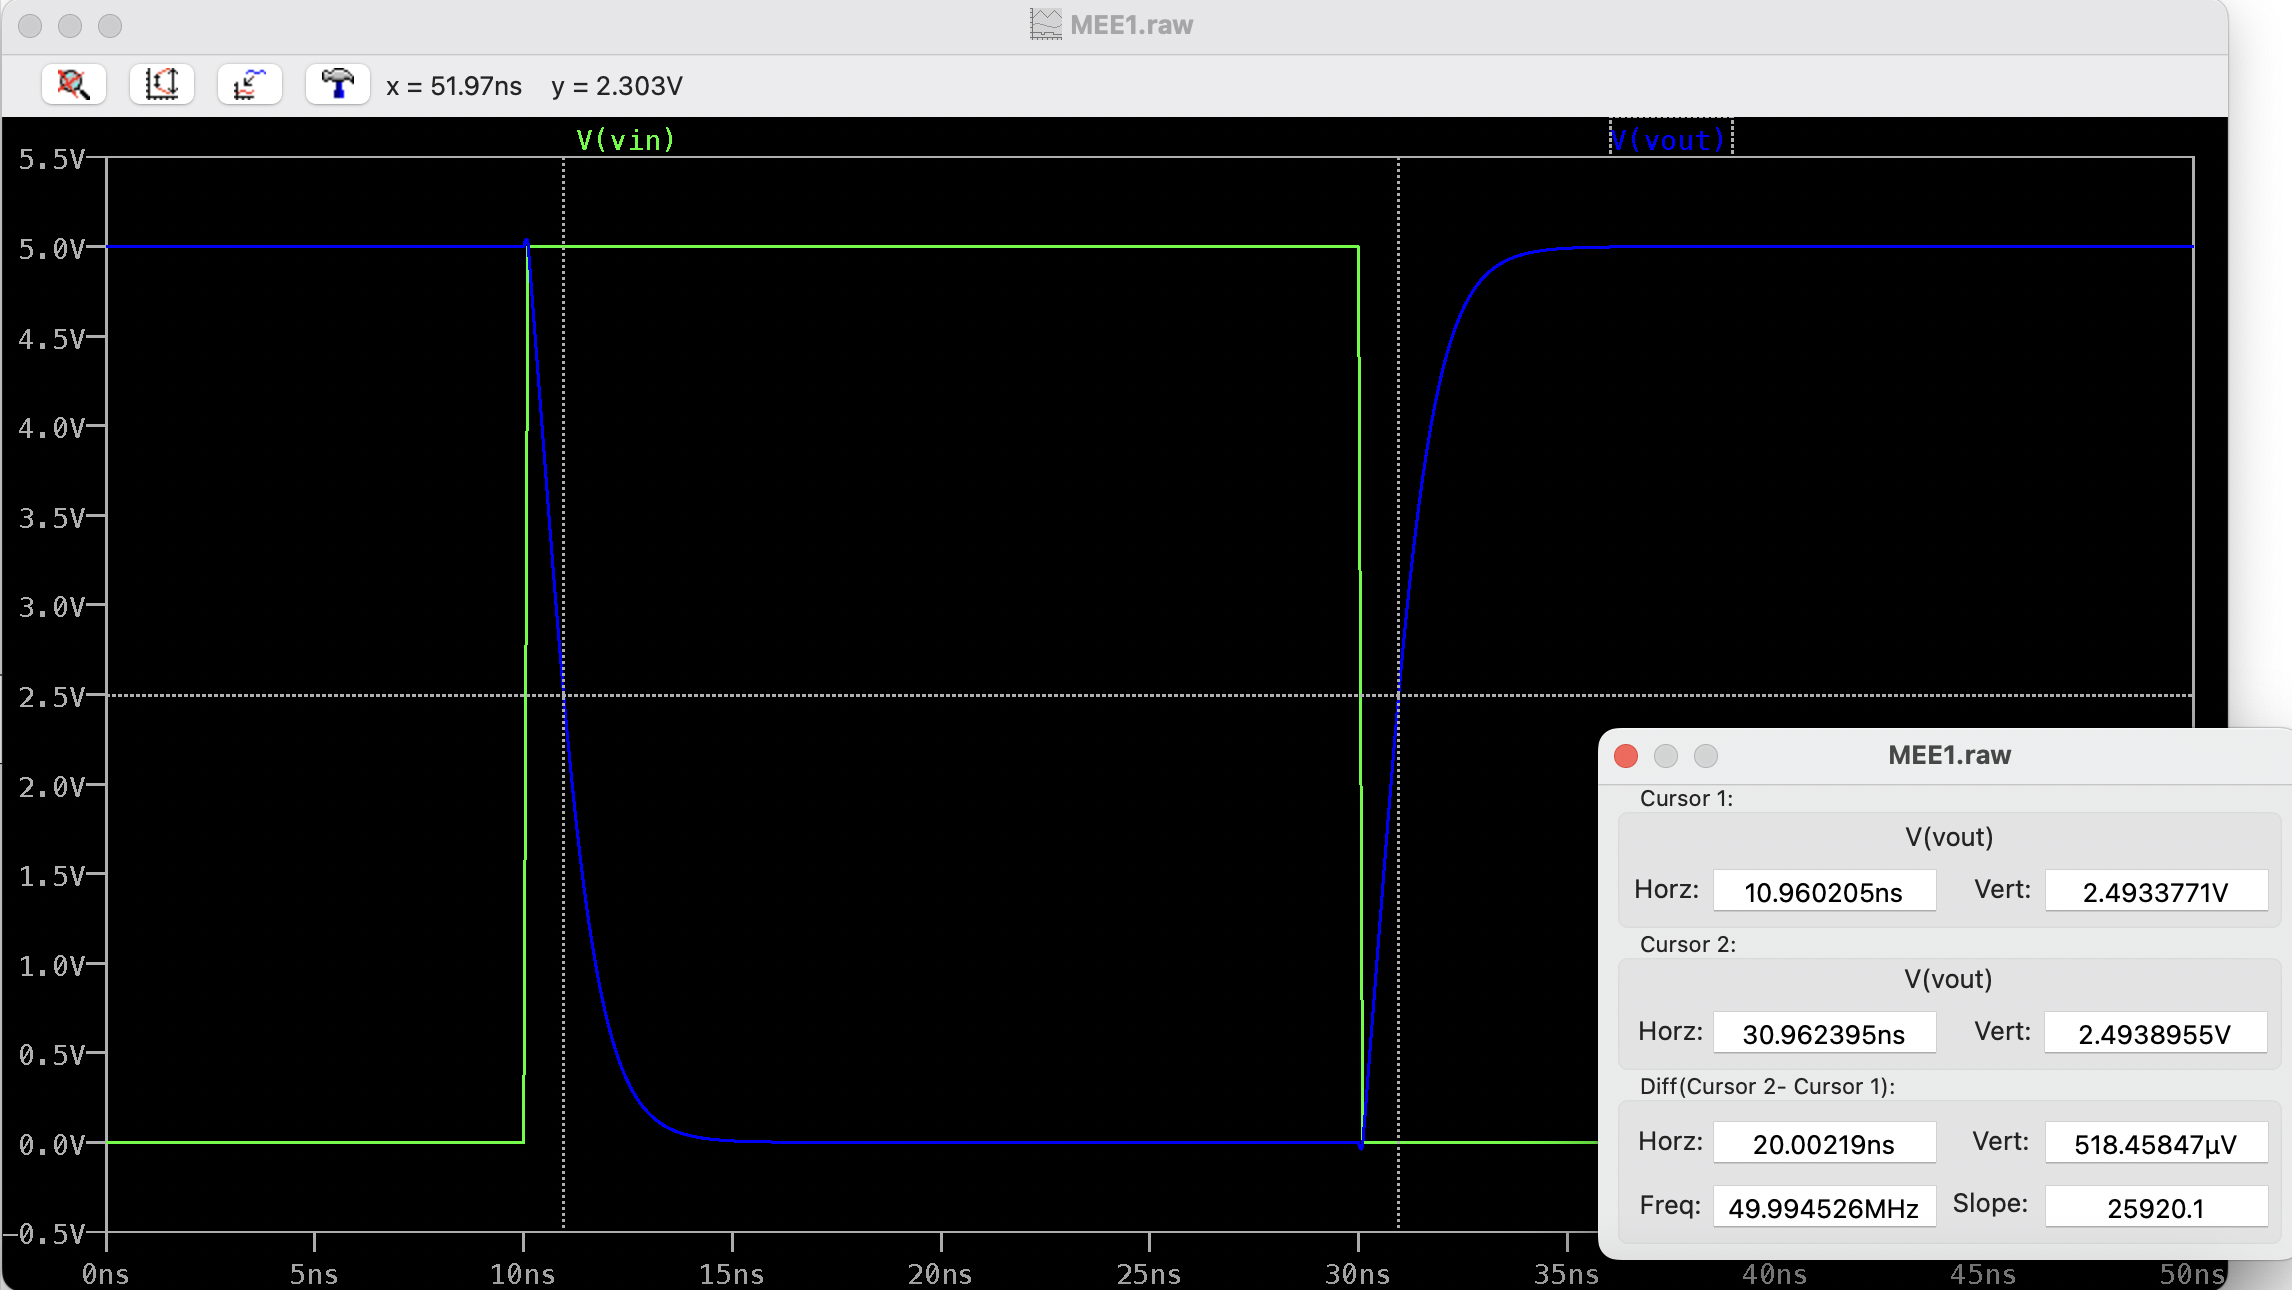 MEE1.raw
x = 51.97ns y = 2.303V
V(vin) V(vout)
5.5V
5.0V
4.5V
4.0V
3.5V
3.0V
2.5V
2.0V
1.5V
1.0V
0.5V
0.0V
-0.5V
0ns 5ns 10ns 15ns 20ns 25ns 30ns 35ns 40ns 45ns 50ns
MEE1.raw
Cursor 1:
V(vout)
Horz: 10.960205ns Vert: 2.4933771V
Cursor 2:
V(vout)
Horz: 30.962395ns Vert: 2.4938955V
Diff(Cursor 2- Cursor 1):
Horz: 20.00219ns Vert: 518.45847µV
Freq: 49.994526MHz Slope: 25920.1